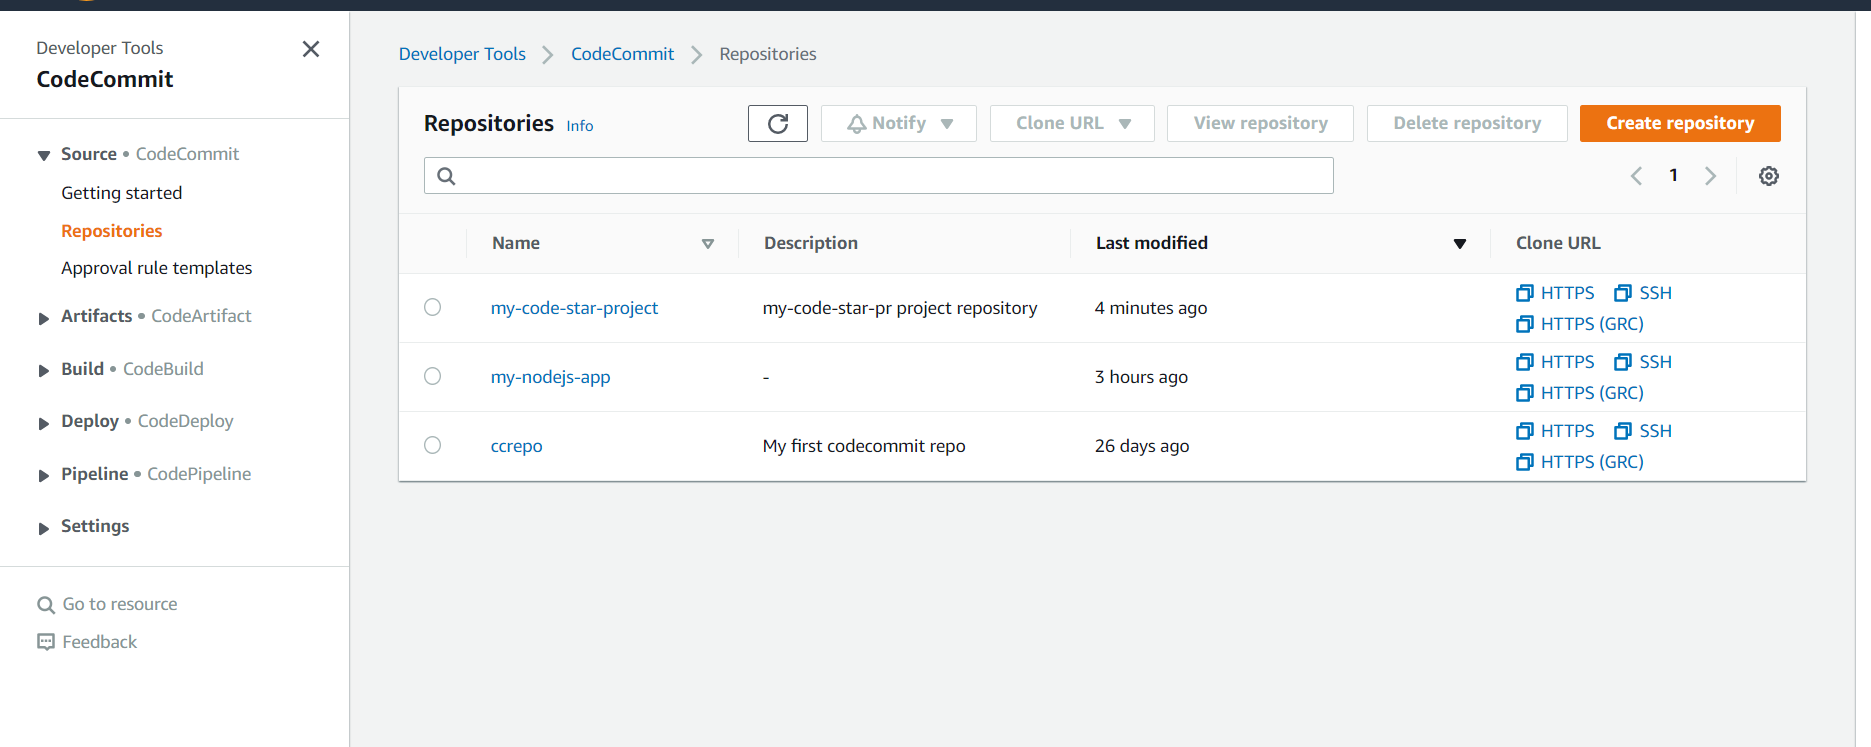 Developer Tools
CodeCommit
Source • CodeCommit
Getting started
Repositories
Approval rule templates
Artifacts • CodeArtifact
Build • CodeBuild
Deploy • CodeDeploy
Pipeline • CodePipeline
Settings
Go to resource
Feedback
Developer Tools CodeCommit Repositories
Repositories Info Notify Clone URL View repository Delete repository Create repository
1
Name Description Last modified Clone URL
my-code-star-project my-code-star-pr project repository 4 minutes ago HTTPS SSH
HTTPS (GRC)
my-nodejs-app - 3 hours ago HTTPS SSH
HTTPS (GRC)
ccrepo My first codecommit repo 26 days ago HTTPS SSH
HTTPS (GRC)